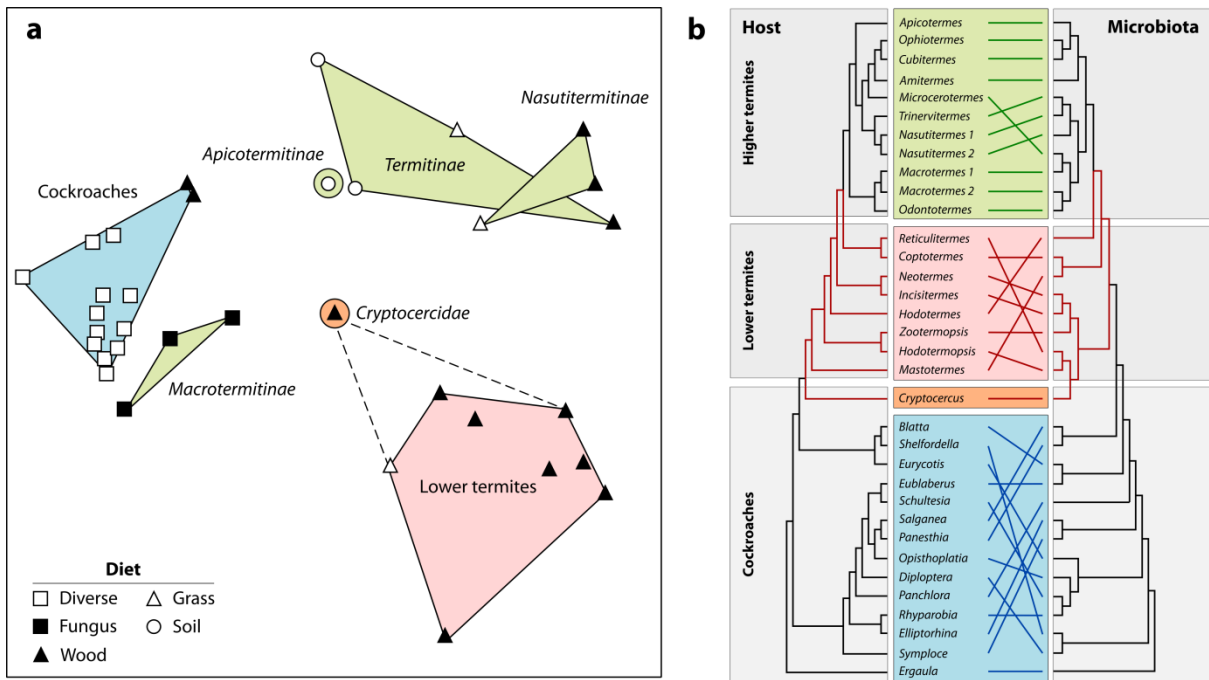 a
Nasutitermitinae
Apicotermitinae
Termitinae
Cockroaches
Cryptocercidae
Macrotermitinae
Lower termites
Diet
Diverse
Grass
Fungus
Soil
Wood
b
Host
Microbiota
Higher termites
Apicotermes
Ophiotermes
Cubitermes
Amitermes
Microcerotermes
Trinervitermes
Nasutitermes 1
Nasutitermes 2
Macrotermes 1
Macrotermes 2
Odontotermes
Lower termites
Reticulitermes
Coptotermes
Neotermes
Incisitermes
Hodotermes
Zootermopsis
Hodotermopsis
Mastotermes
Cryptocercus
Cockroaches
Blatta
Shelfordella
Eurycotis
Eublaberus
Schultesia
Salganea
Panesthia
Opisthoplatia
Diploptera
Panchlora
Rhyparobia
Elliptorhina
Symploce
Ergaula